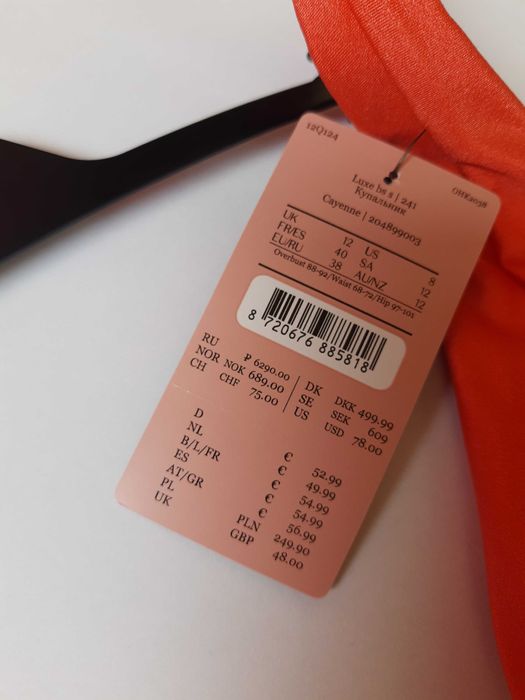 12Q124
OHK2058
Luxe bs s | 241
Купальник
Cayenne | 204899003
UK 12 US 8
FR/ES 40 SA 12
EU/RU 38 AU/NZ 12
Overbust 88-92/Waist 68-72/Hip 97-101
8 720676 885818
RU ₽ 6290.00 DK DKK 499.99
NOR NOK 689.00 SE SEK 609
CH CHF 75.00 US USD 78.00
D € 52.99
NL € 49.99
B/L/FR € 54.99
ES € 54.99
AT/GR € 56.99
PL PLN 249.90
UK GBP 48.00